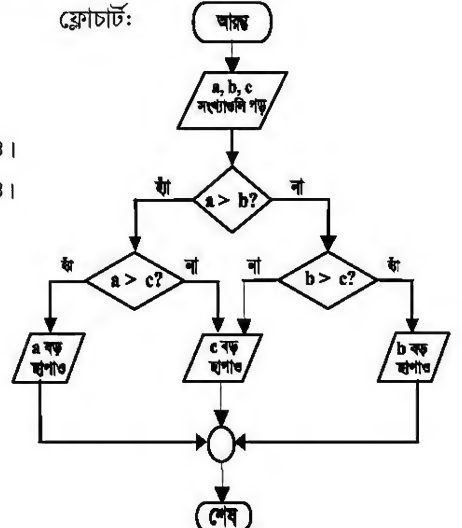 ফ্লোচার্ট:
আরম্ভ
a, b, c
সংখ্যাগুলি পড়
ও।
ও।
হ্যাঁ
না
a > b?
হ্যাঁ
না
না
হ্যাঁ
a > c?
b > c?
a বড়
ছাপাও
c বড়
ছাপাও
b বড়
ছাপাও
শেষ